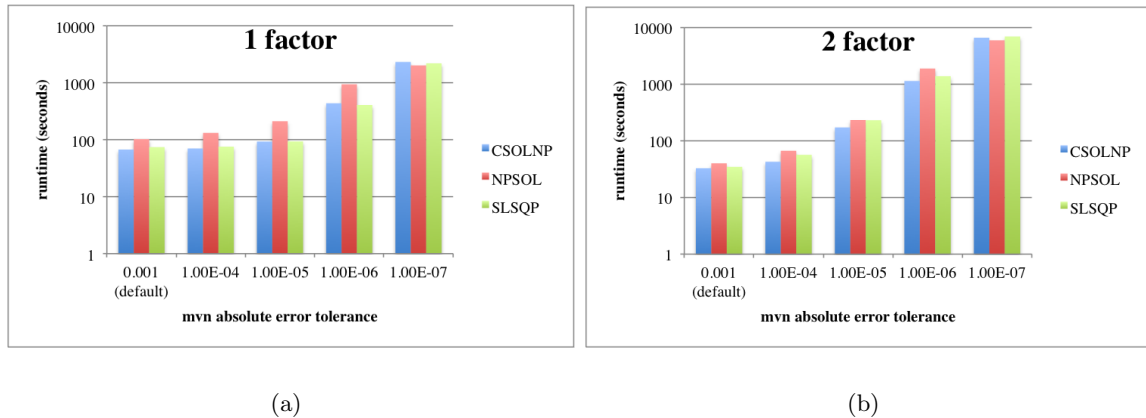 1 factor
10000
1000
100
10
1
runtime (seconds)
0.001 1.00E-04 1.00E-05 1.00E-06 1.00E-07
(default)
mvn absolute error tolerance
CSOLNP
NPSOL
SLSQP
(a)
2 factor
10000
1000
100
10
1
runtime (seconds)
0.001 1.00E-04 1.00E-05 1.00E-06 1.00E-07
(default)
mvn absolute error tolerance
CSOLNP
NPSOL
SLSQP
(b)